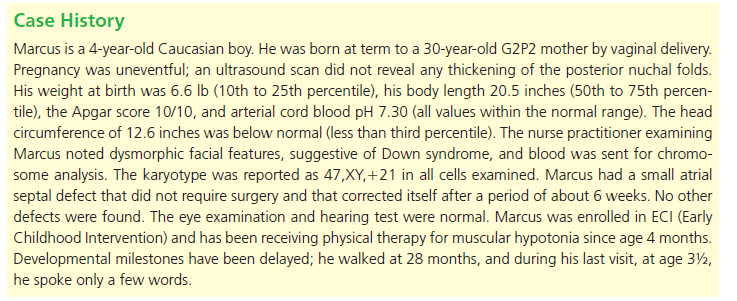 Case History
Marcus is a 4-year-old Caucasian boy. He was born at term to a 30-year-old G2P2 mother by vaginal delivery.
Pregnancy was uneventful; an ultrasound scan did not reveal any thickening of the posterior nuchal folds.
His weight at birth was 6.6 lb (10th to 25th percentile), his body length 20.5 inches (50th to 75th percen-
tile), the Apgar score 10/10, and arterial cord blood pH 7.30 (all values within the normal range). The head
circumference of 12.6 inches was below normal (less than third percentile). The nurse practitioner examining
Marcus noted dysmorphic facial features, suggestive of Down syndrome, and blood was sent for chromo-
some analysis. The karyotype was reported as 47,XY,+21 in all cells examined. Marcus had a small atrial
septal defect that did not require surgery and that corrected itself after a period of about 6 weeks. No other
defects were found. The eye examination and hearing test were normal. Marcus was enrolled in ECI (Early
Childhood Intervention) and has been receiving physical therapy for muscular hypotonia since age 4 months.
Developmental milestones have been delayed; he walked at 28 months, and during his last visit, at age 3½,
he spoke only a few words.